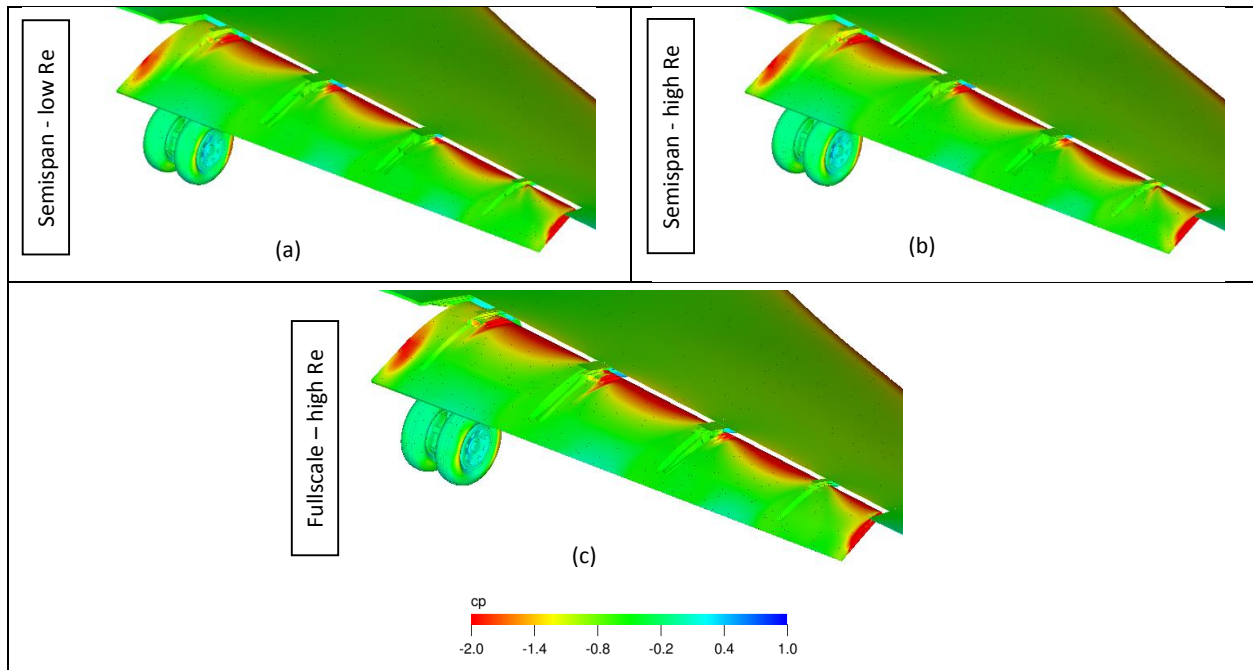 Semispan - low Re
(a)
Semispan - high Re
(b)
Fullscale – high Re
(c)
cp
-2.0 -1.4 -0.8 -0.2 0.4 1.0